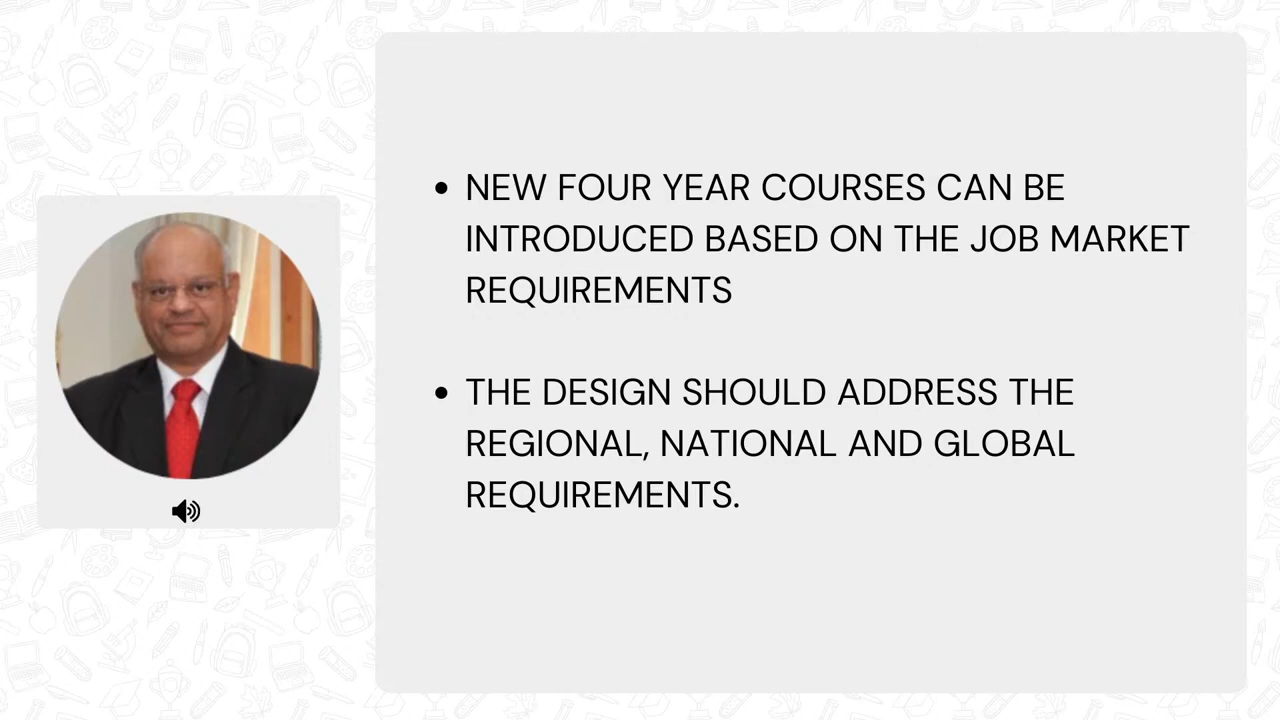 • NEW FOUR YEAR COURSES CAN BE
INTRODUCED BASED ON THE JOB MARKET
REQUIREMENTS
• THE DESIGN SHOULD ADDRESS THE
REGIONAL, NATIONAL AND GLOBAL
REQUIREMENTS.